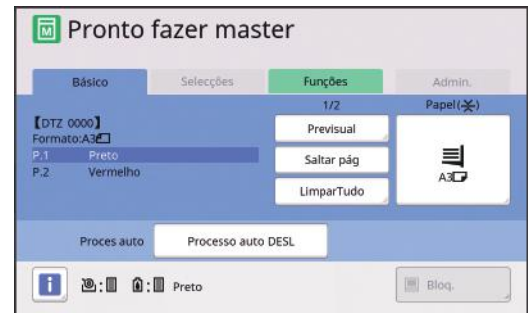 Pronto fazer master
Básico
Selecções
Funções
Admin.
【DTZ 0000】
Formato:A3
P.1 Preto
P.2 Vermelho
1/2
Previsual
Saltar pág
LimparTudo
Papel( )
A3
Proces auto
Processo auto DESL
i
: : Preto
Bloq.